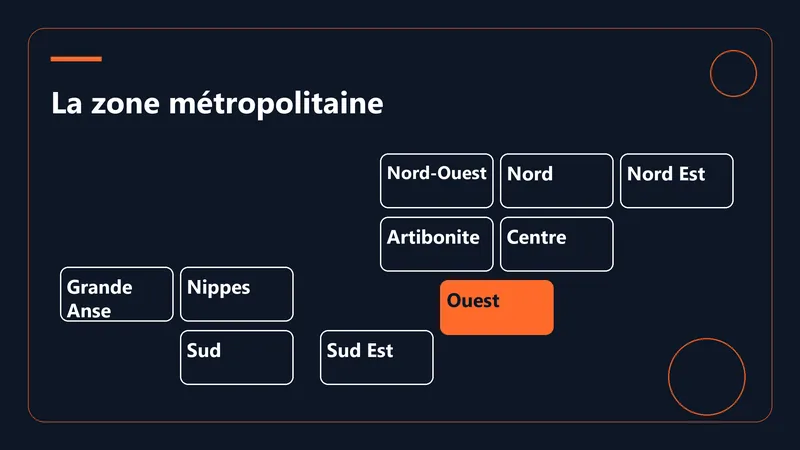 La zone métropolitaine
Nord-Ouest
Nord
Nord Est
Artibonite
Centre
Grande
Anse
Nippes
Ouest
Sud
Sud Est